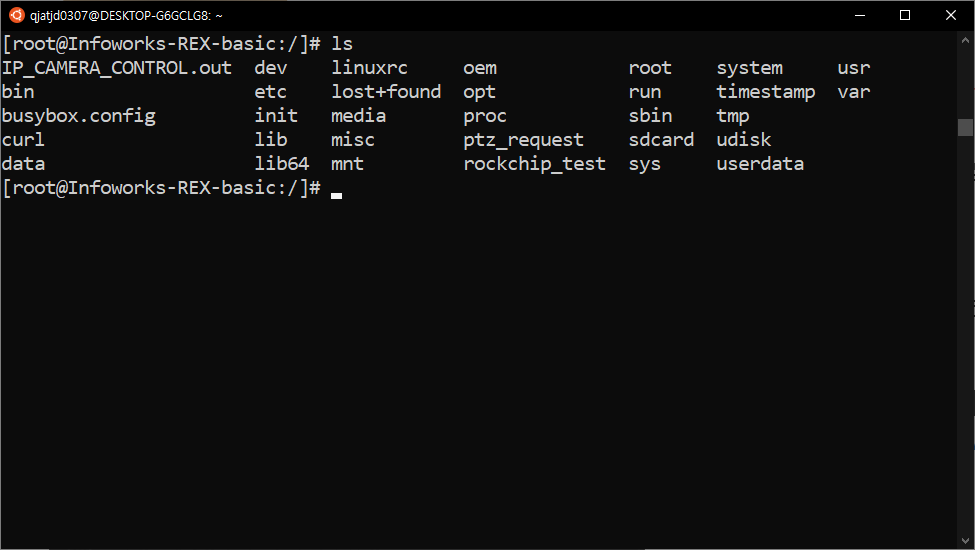 qjatjd0307@DESKTOP-G6GCLG8: ~
[root@Infoworks-REX-basic:/]# ls
IP_CAMERA_CONTROL.out  dev    linuxrc     oem            root    system     usr
bin                    etc    lost+found  opt            run     timestamp  var
busybox.config         init   media       proc           sbin    tmp
curl                   lib    misc        ptz_request    sdcard  udisk
data                   lib64  mnt         rockchip_test  sys     userdata
[root@Infoworks-REX-basic:/]#